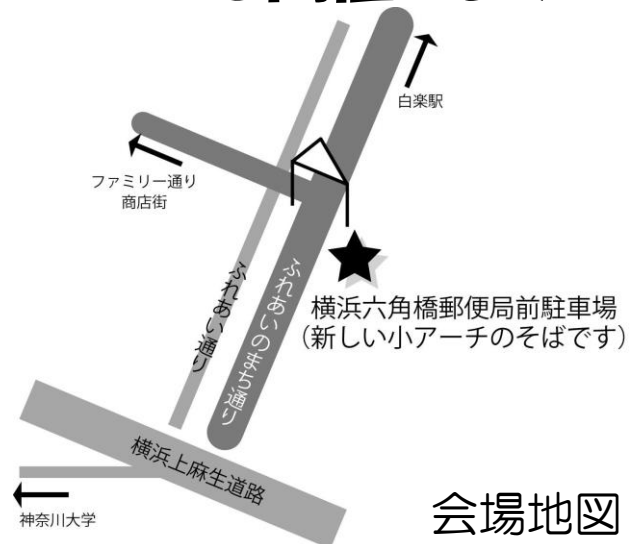 白楽駅
ファミリー通り
商店街
ふれあい通り
ふれあいのまち通り
横浜六角橋郵便局前駐車場
（新しい小アーチのそばです）
横浜上麻生道路
神奈川大学
会場地図